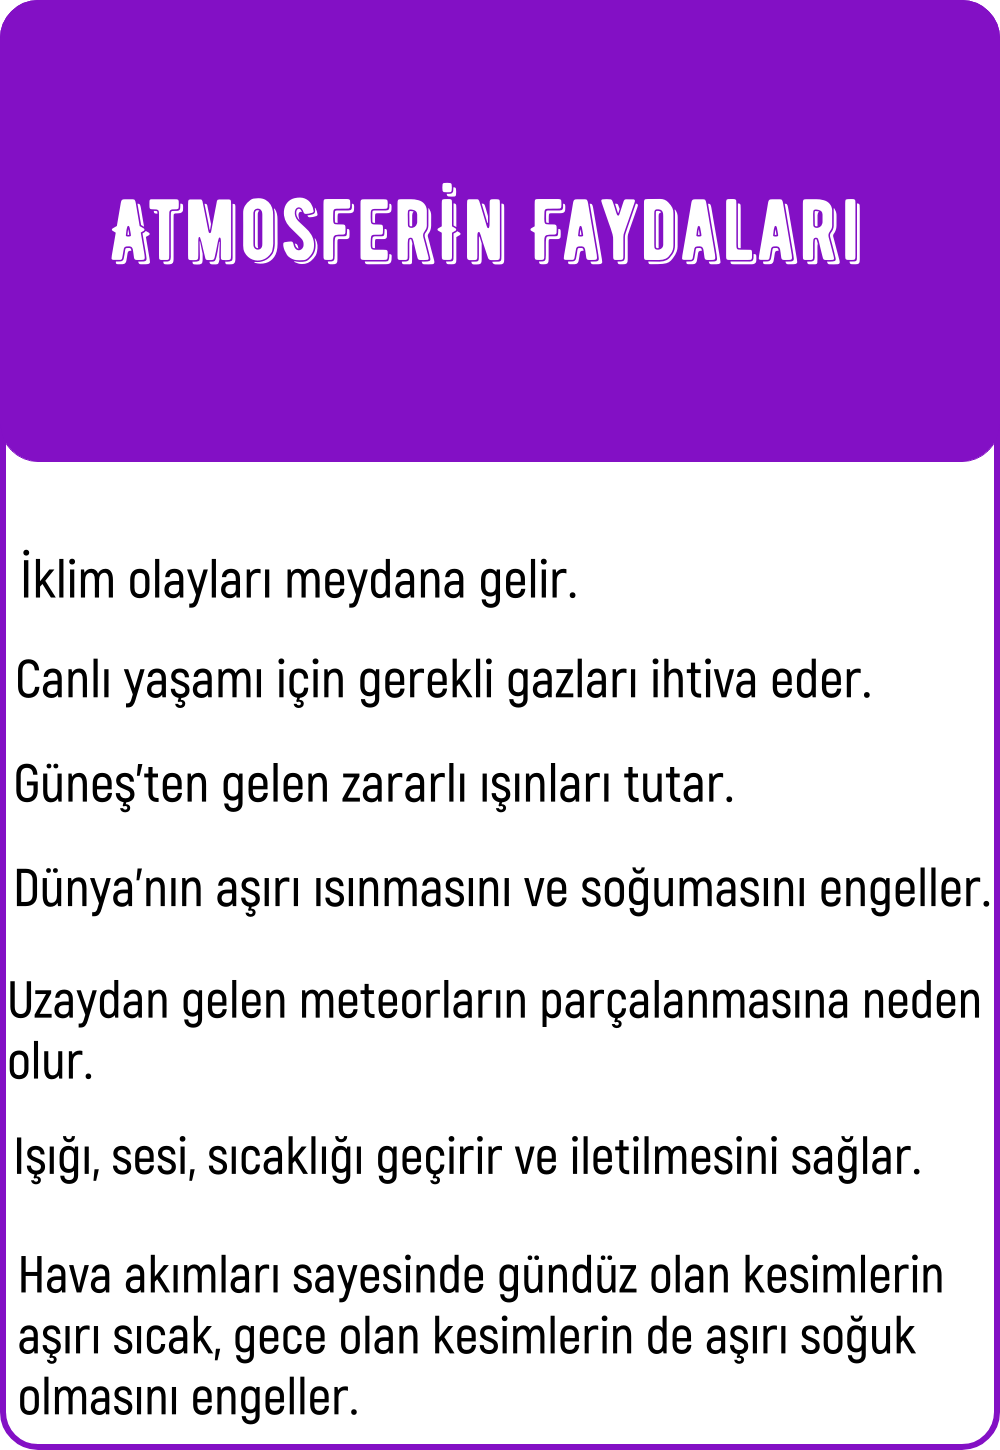 ATMOSFERİN FAYDALARI
İklim olayları meydana gelir.
Canlı yaşamı için gerekli gazları ihtiva eder.
Güneş'ten gelen zararlı ışınları tutar.
Dünya'nın aşırı ısınmasını ve soğumasını engeller.
Uzaydan gelen meteorların parçalanmasına neden
olur.
Işığı, sesi, sıcaklığı geçirir ve iletilmesini sağlar.
Hava akımları sayesinde gündüz olan kesimlerin
aşırı sıcak, gece olan kesimlerin de aşırı soğuk
olmasını engeller.